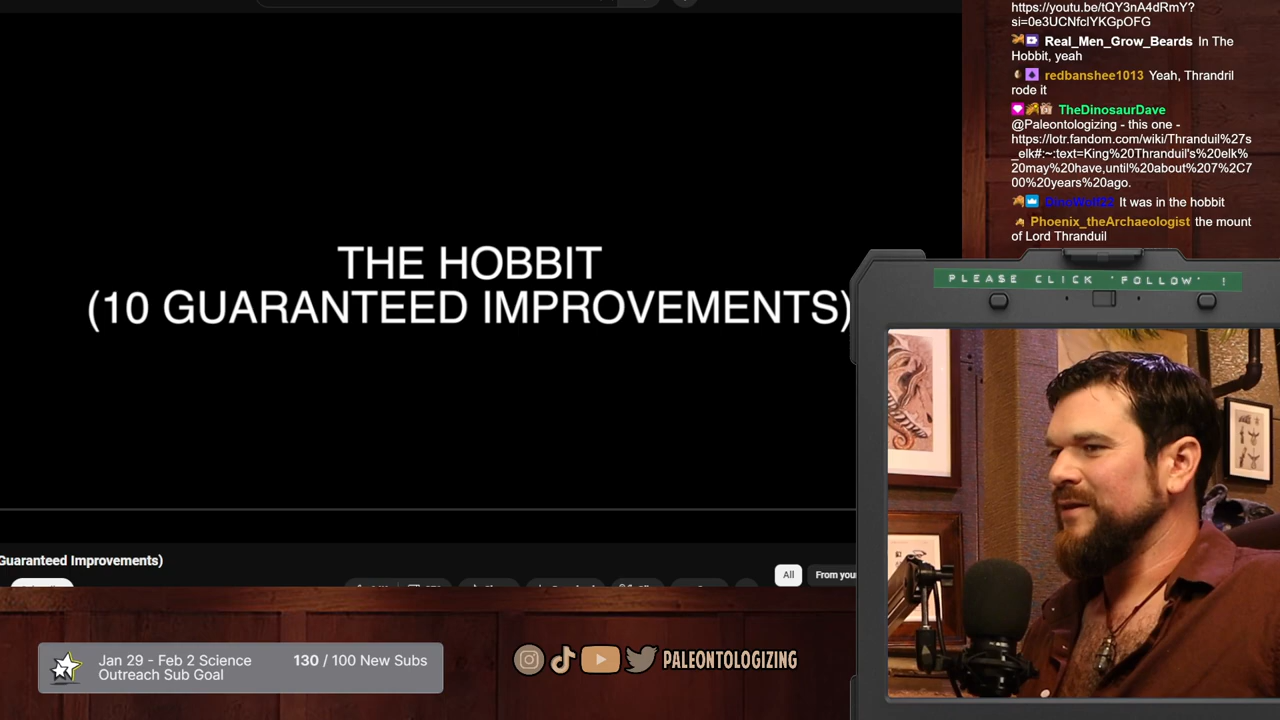 https://youtu.be/tQY3nA4dRmY?
si=0e3UCNfclYKGpOFG
Real_Men_Grow_Beards In The
Hobbit, yeah
redbanshee1013 Yeah, Thrandril
rode it
TheDinosaurDave
@Paleontologizing - this one -
https://lotr.fandom.com/wiki/Thranduil%27s
_elk#:~:text=King%20Thranduil's%20elk%
20may%20have,until%20about%207%2C7
00%20years%20ago.
DinoWolf22 It was in the hobbit
Phoenix_theArchaeologist the mount
of Lord Thranduil
THE HOBBIT
(10 GUARANTEED IMPROVEMENTS)
PLEASE CLICK 'FOLLOW' !
Guaranteed Improvements)
All
From your
Jan 29 - Feb 2 Science
Outreach Sub Goal
130 / 100 New Subs
PALEONTOLOGIZING